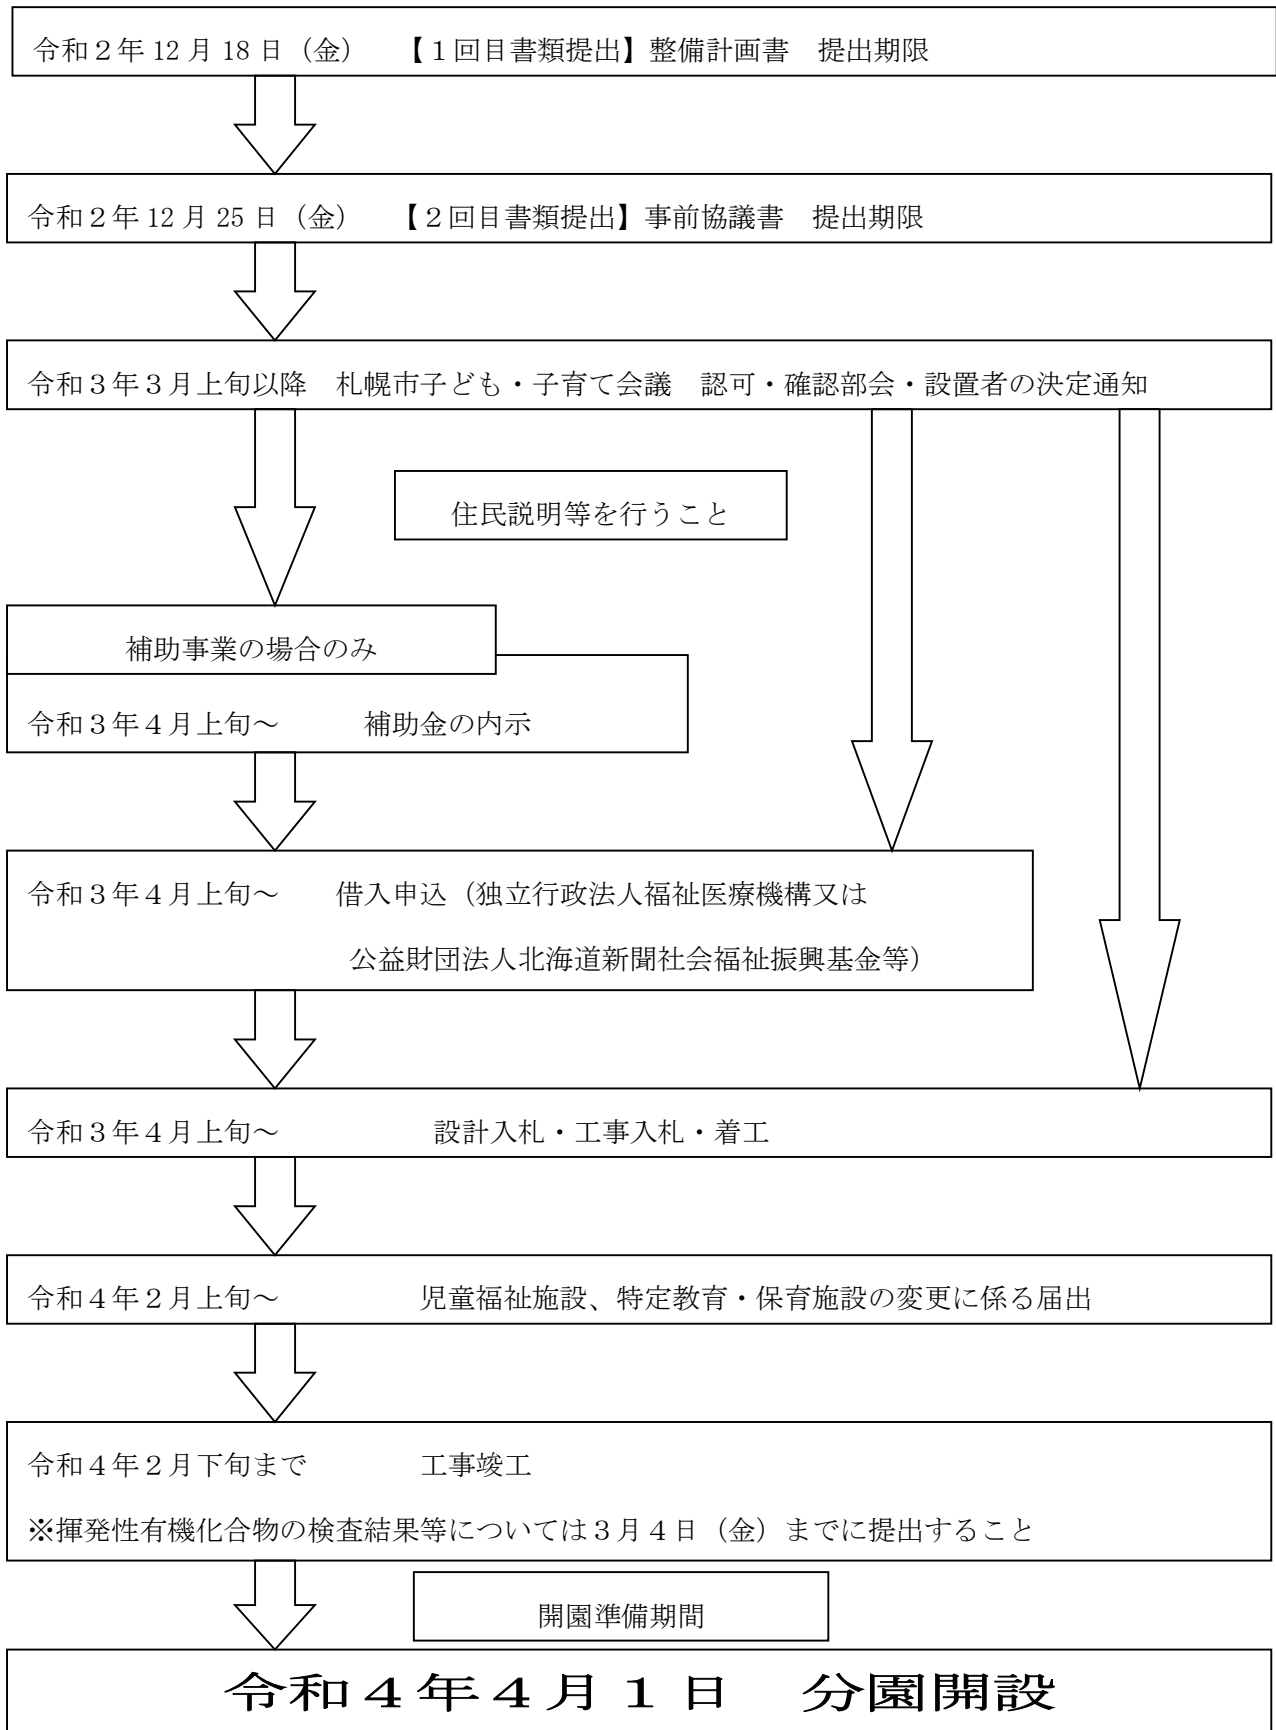 令和２年 12 月 18 日（金）　【１回目書類提出】整備計画書　提出期限
令和２年 12 月 25 日（金）　【２回目書類提出】事前協議書　提出期限
令和３年３月上旬以降　札幌市子ども・子育て会議　認可・確認部会・設置者の決定通知
住民説明等を行うこと
補助事業の場合のみ
令和３年４月上旬～　　　補助金の内示
令和３年４月上旬～　　借入申込（独立行政法人福祉医療機構又は
公益財団法人北海道新聞社会福祉振興基金等）
令和３年４月上旬～　　　　　　設計入札・工事入札・着工
令和４年２月上旬～　　　　　児童福祉施設、特定教育・保育施設の変更に係る届出
令和４年２月下旬まで　　　　工事竣工
※揮発性有機化合物の検査結果等については３月４日（金）までに提出すること
開園準備期間
令和４年４月１日　分園開設